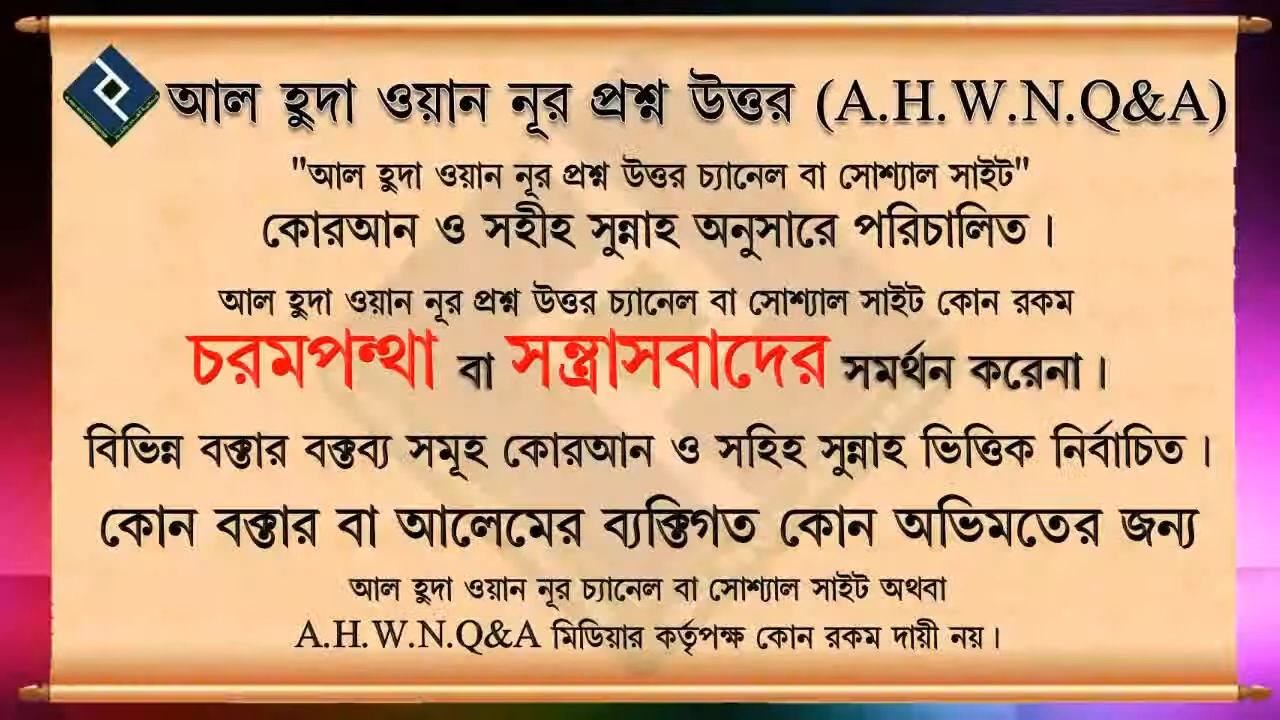 আল হুদা ওয়ান নূর প্রশ্ন উত্তর (A.H.W.N.Q&A)
"আল হুদা ওয়ান নূর প্রশ্ন উত্তর চ্যানেল বা সোশ্যাল সাইট"
কোরআন ও সহীহ সুন্নাহ অনুসারে পরিচালিত।
আল হুদা ওয়ান নূর প্রশ্ন উত্তর চ্যানেল বা সোশ্যাল সাইট কোন রকম
চরমপন্থা বা সন্ত্রাসবাদের সমর্থন করেনা।
বিভিন্ন বক্তার বক্তব্য সমূহ কোরআন ও সহিহ সুন্নাহ ভিত্তিক নির্বাচিত।
কোন বক্তার বা আলেমের ব্যক্তিগত কোন অভিমতের জন্য
আল হুদা ওয়ান নূর চ্যানেল বা সোশ্যাল সাইট অথবা
A.H.W.N.Q&A মিডিয়ার কর্তৃপক্ষ কোন রকম দায়ী নয়।